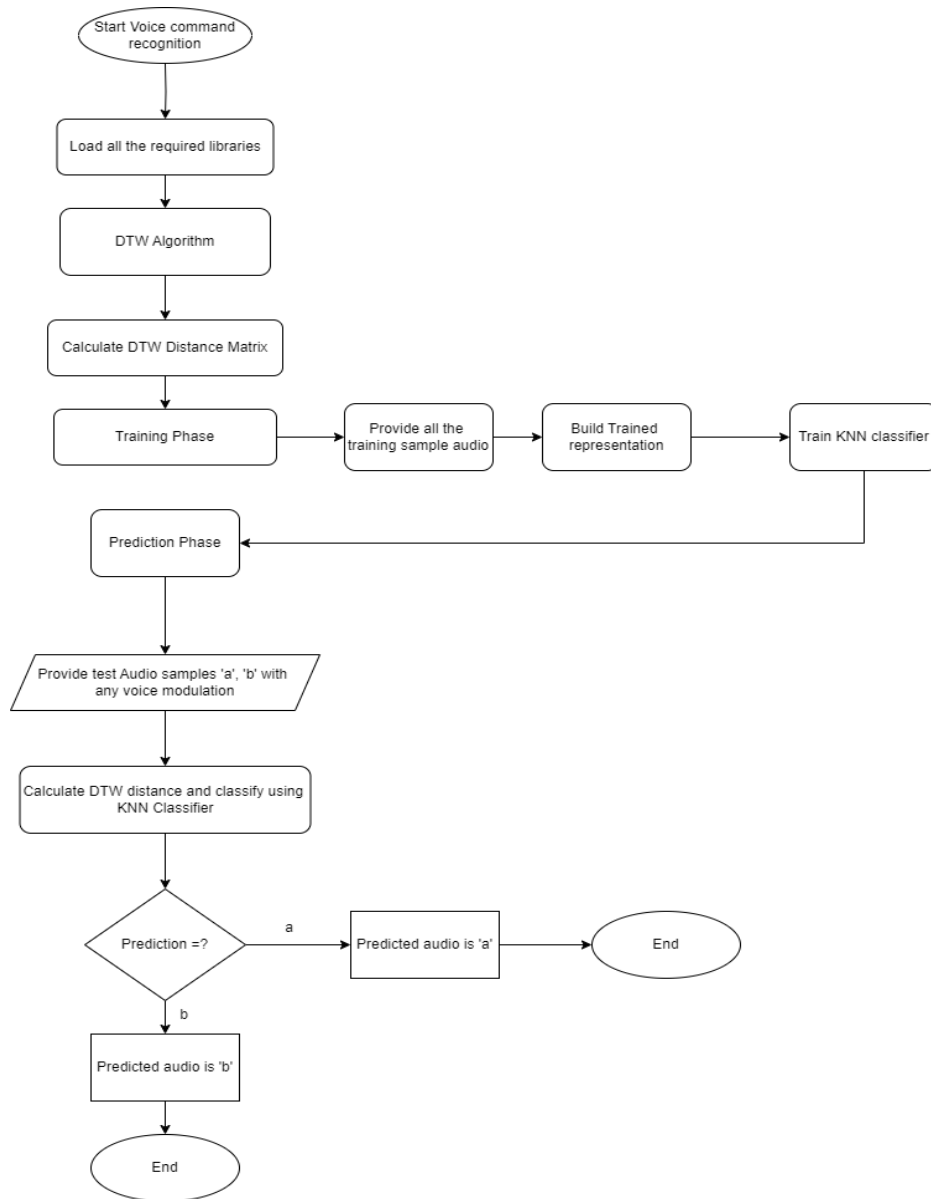 Start Voice command
recognition
Load all the required libraries
DTW Algorithm
Calculate DTW Distance Matrix
Training Phase
Provide all the
training sample audio
Build Trained
representation
Train KNN classifier
Prediction Phase
Provide test Audio samples 'a', 'b' with
any voice modulation
Calculate DTW distance and classify using
KNN Classifier
Prediction =?
a
Predicted audio is 'a'
End
b
Predicted audio is 'b'
End